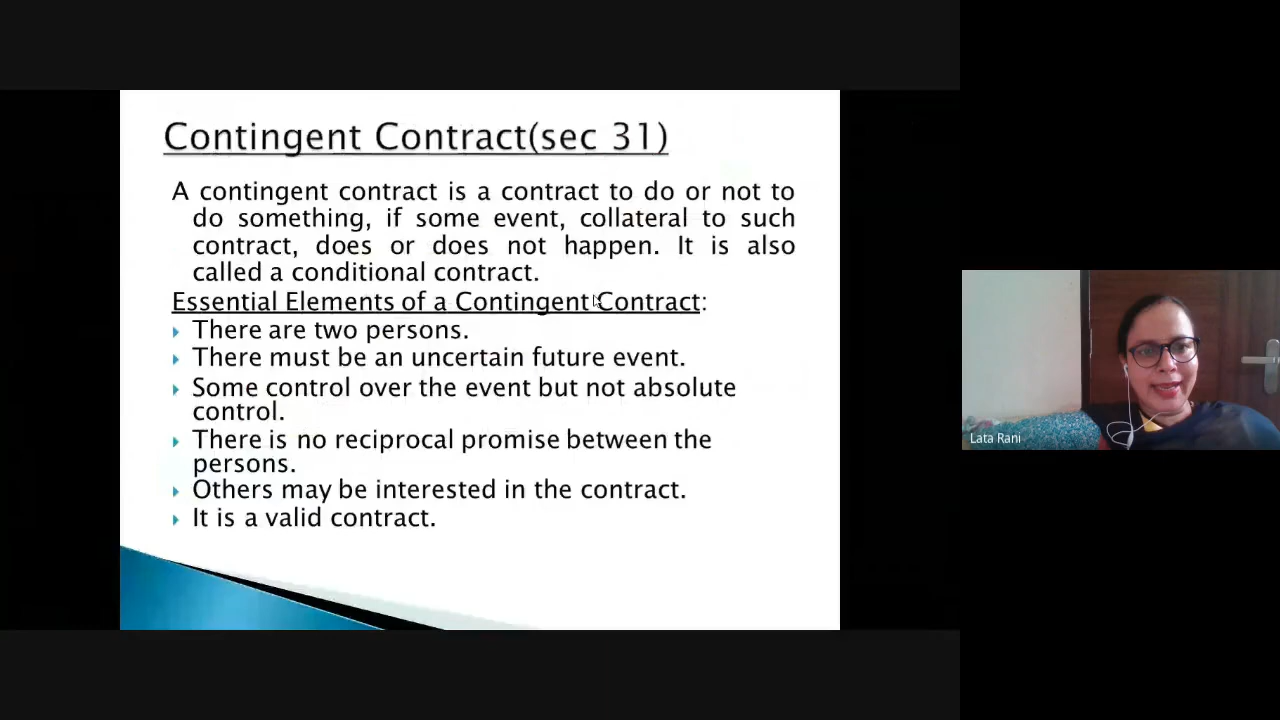 Contingent Contract(sec 31)
A contingent contract is a contract to do or not to
do something, if some event, collateral to such
contract, does or does not happen. It is also
called a conditional contract.
Essential Elements of a Contingent Contract:
There are two persons.
There must be an uncertain future event.
Some control over the event but not absolute
control.
There is no reciprocal promise between the
persons.
Others may be interested in the contract.
It is a valid contract.
Lata Rani